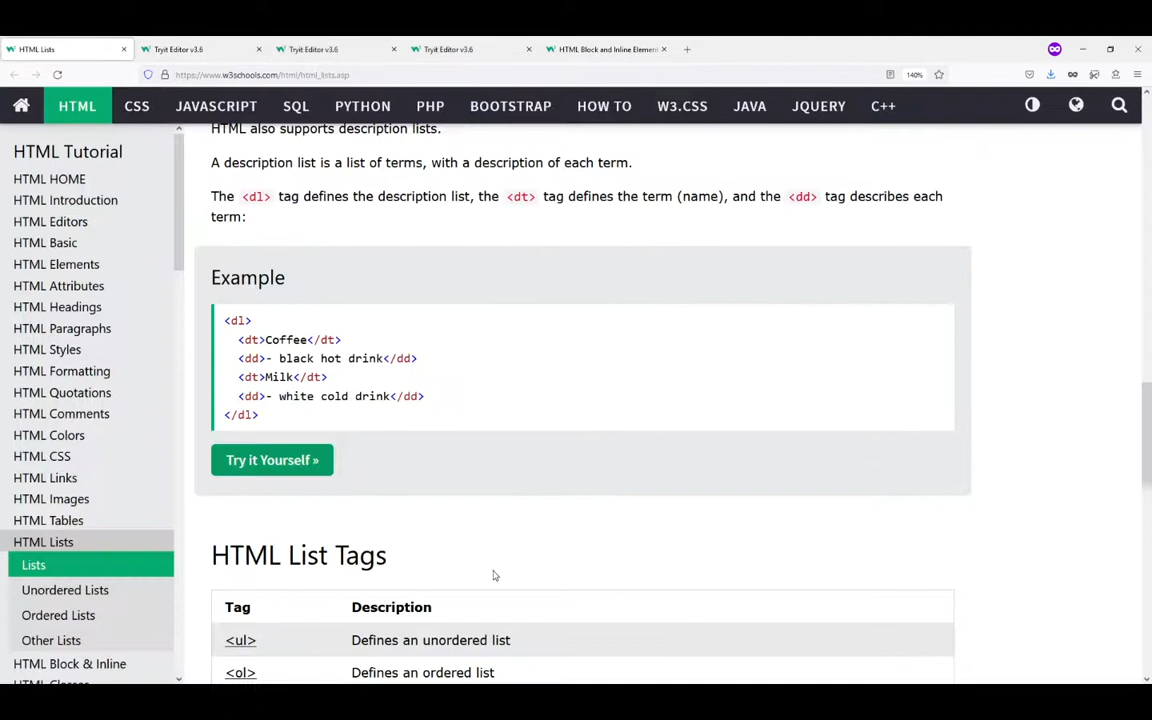 HTML Lists
Tryit Editor v3.6
Tryit Editor v3.6
Tryit Editor v3.6
HTML Block and Inline Elemen
https://www.w3schools.com/html/html_lists.asp
140%
HTML CSS JAVASCRIPT SQL PYTHON PHP BOOTSTRAP HOW TO W3.CSS JAVA JQUERY C++
HTML Tutorial
HTML HOME
HTML Introduction
HTML Editors
HTML Basic
HTML Elements
HTML Attributes
HTML Headings
HTML Paragraphs
HTML Styles
HTML Formatting
HTML Quotations
HTML Comments
HTML Colors
HTML CSS
HTML Links
HTML Images
HTML Tables
HTML Lists
Lists
Unordered Lists
Ordered Lists
Other Lists
HTML Block & Inline
HTML also supports description lists.
A description list is a list of terms, with a description of each term.
The <dl> tag defines the description list, the <dt> tag defines the term (name), and the <dd> tag describes each
term:
Example
<dl>
<dt>Coffee</dt>
<dd>- black hot drink</dd>
<dt>Milk</dt>
<dd>- white cold drink</dd>
</dl>
Try it Yourself »
HTML List Tags
Tag Description
<ul> Defines an unordered list
<ol> Defines an ordered list